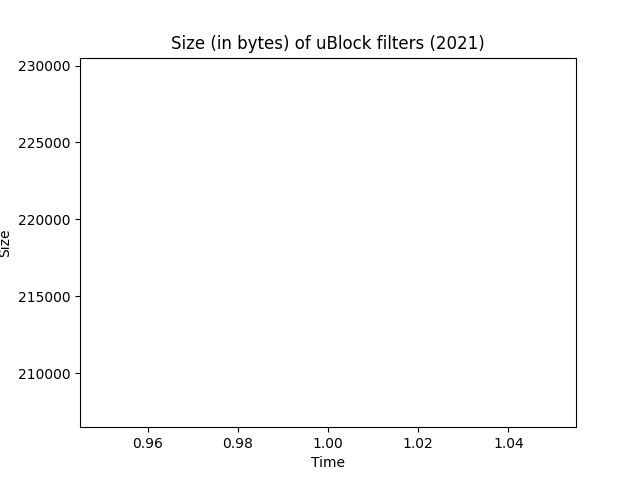 Size (in bytes) of uBlock filters (2021)
230000
225000
220000
215000
210000
Size
0.96 0.98 1.00 1.02 1.04
Time